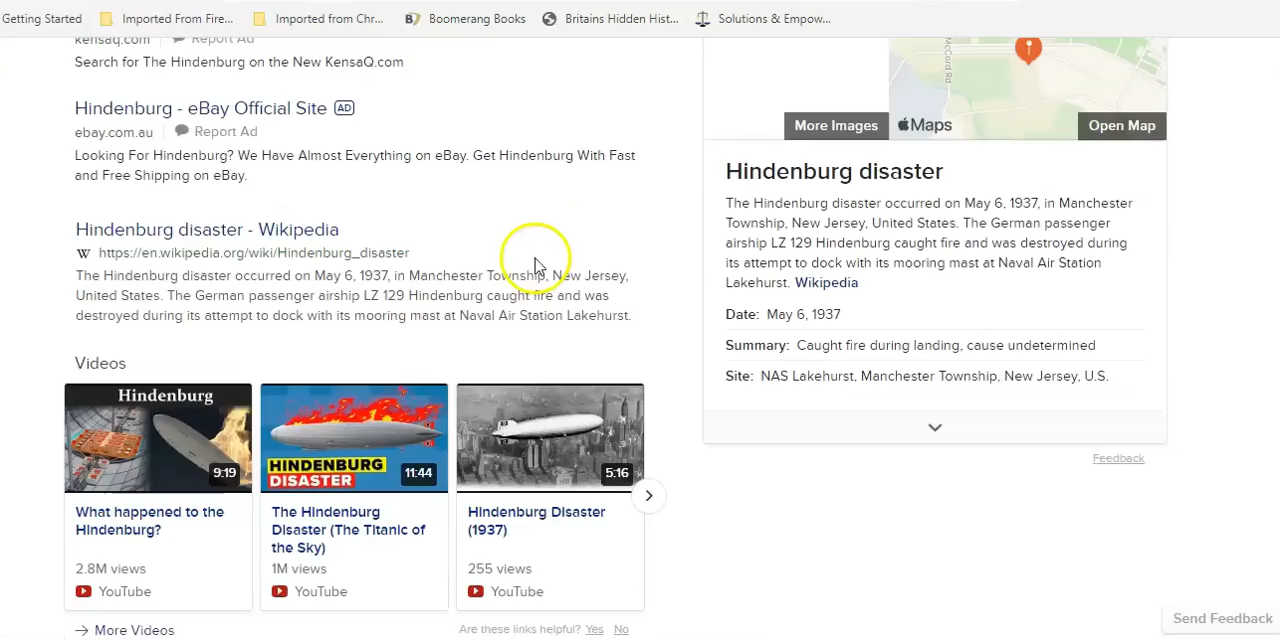 Getting Started
Imported From Fire...
Imported from Chr...
Boomerang Books
Britains Hidden Hist...
Solutions & Empow...
kensaq.com
Report Ad
Search for The Hindenburg on the New KensaQ.com
Hindenburg - eBay Official Site AD
ebay.com.au
Report Ad
Looking For Hindenburg? We Have Almost Everything on eBay. Get Hindenburg With Fast
and Free Shipping on eBay.
Hindenburg disaster - Wikipedia
W https://en.wikipedia.org/wiki/Hindenburg_disaster
The Hindenburg disaster occurred on May 6, 1937, in Manchester Township, New Jersey,
United States. The German passenger airship LZ 129 Hindenburg caught fire and was
destroyed during its attempt to dock with its mooring mast at Naval Air Station Lakehurst.
Videos
Hindenburg
9:19
What happened to the
Hindenburg?
2.8M views
YouTube
HINDENBURG
DISASTER
11:44
The Hindenburg
Disaster (The Titanic of
the Sky)
1M views
YouTube
5:16
Hindenburg Disaster
(1937)
255 views
YouTube
More Videos
Are these links helpful? Yes No
McCord Rd
More Images
Maps
Open Map
Hindenburg disaster
The Hindenburg disaster occurred on May 6, 1937, in Manchester
Township, New Jersey, United States. The German passenger
airship LZ 129 Hindenburg caught fire and was destroyed during
its attempt to dock with its mooring mast at Naval Air Station
Lakehurst. Wikipedia
Date: May 6, 1937
Summary: Caught fire during landing, cause undetermined
Site: NAS Lakehurst, Manchester Township, New Jersey, U.S.
Feedback
Send Feedback